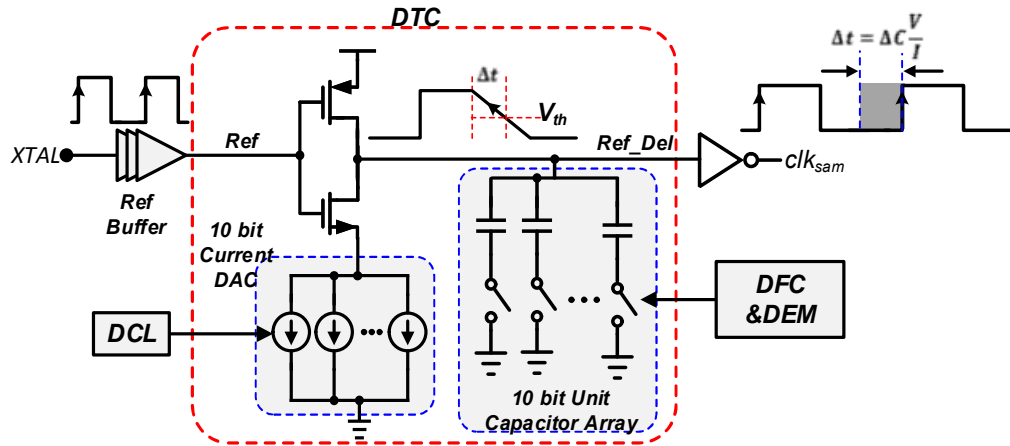 DTC
Δt = ΔC V/I
Δt
V_th
XTAL
Ref
Ref_Del
clk_sam
Ref
Buffer
10 bit
Current
DAC
DCL
DFC
&DEM
10 bit Unit
Capacitor Array